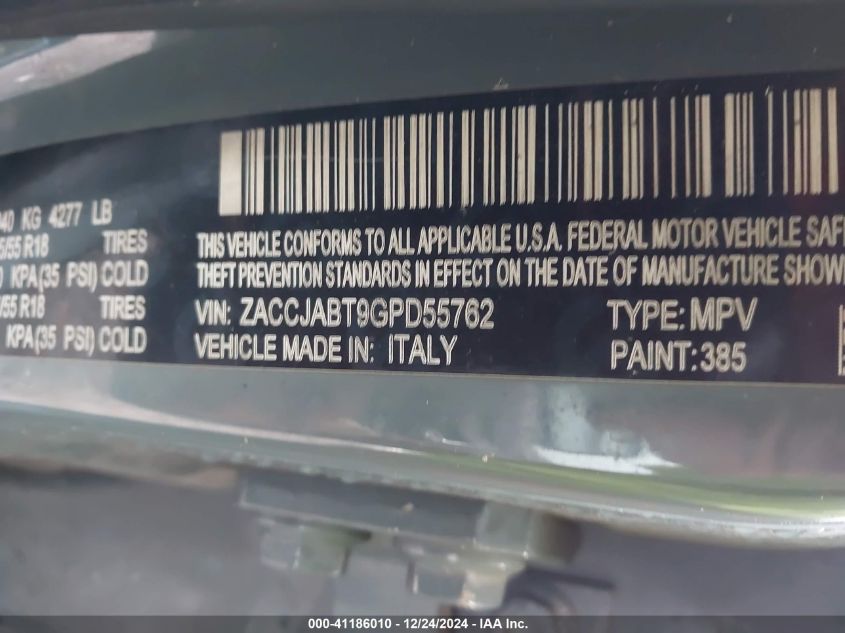 KG 4277 LB
/55 R18 TIRES
KPA(35 PSI) COLD
/55 R18 TIRES
KPA(35 PSI) COLD
THIS VEHICLE CONFORMS TO ALL APPLICABLE U.S.A. FEDERAL MOTOR VEHICLE SAF
THEFT PREVENTION STANDARDS IN EFFECT ON THE DATE OF MANUFACTURE SHOW
VIN: ZACCJABT9GPD55762 TYPE: MPV
VEHICLE MADE IN: ITALY PAINT: 385
000-41186010 - 12/24/2024 - IAA Inc.